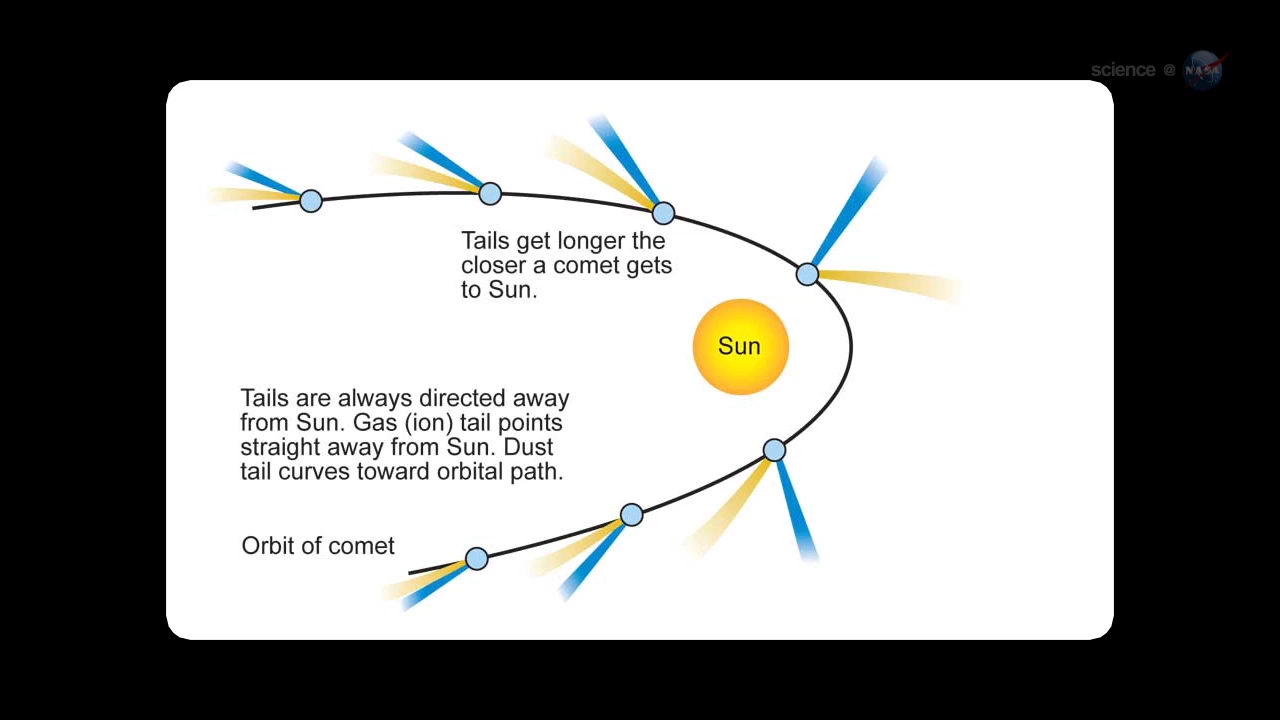 science @ NASA
Tails get longer the
closer a comet gets
to Sun.
Sun
Tails are always directed away
from Sun. Gas (ion) tail points
straight away from Sun. Dust
tail curves toward orbital path.
Orbit of comet